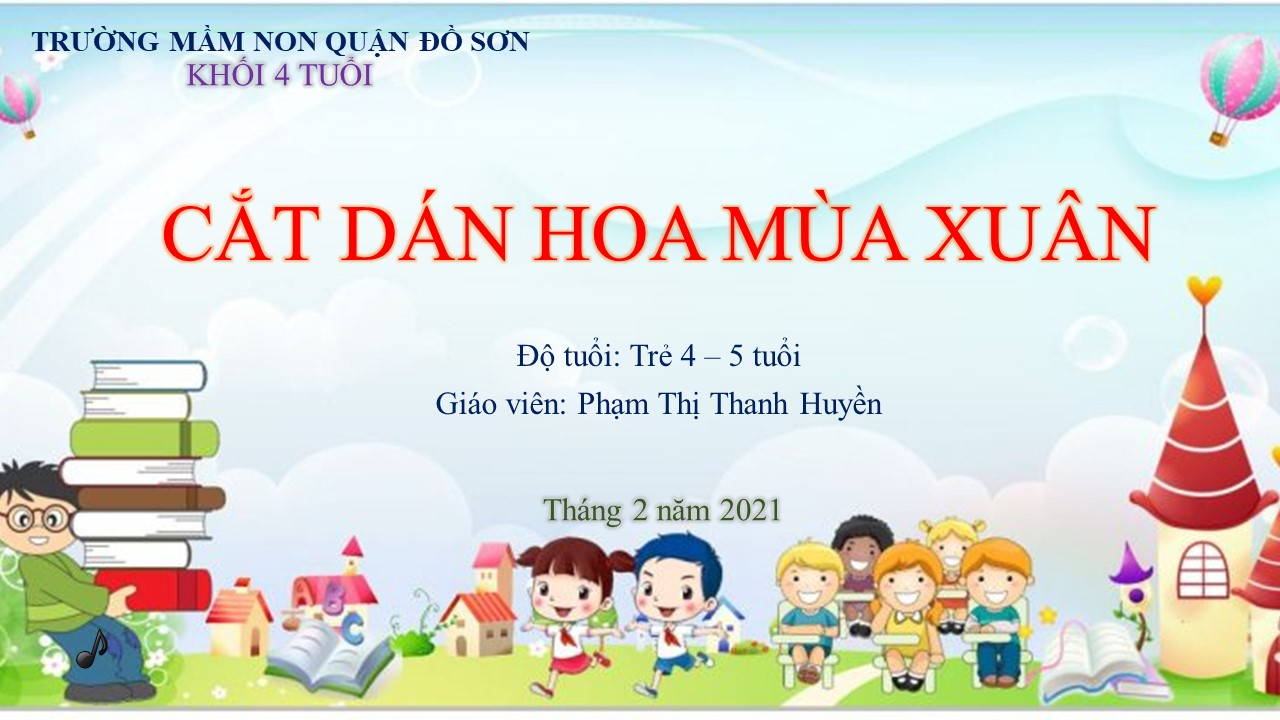 TRƯỜNG MẦM NON QUẬN ĐỒ SƠN
KHỐI 4 TUỔI
CẮT DÁN HOA MÙA XUÂN
Độ tuổi: Trẻ 4 – 5 tuổi
Giáo viên: Phạm Thị Thanh Huyền
Tháng 2 năm 2021
A B C